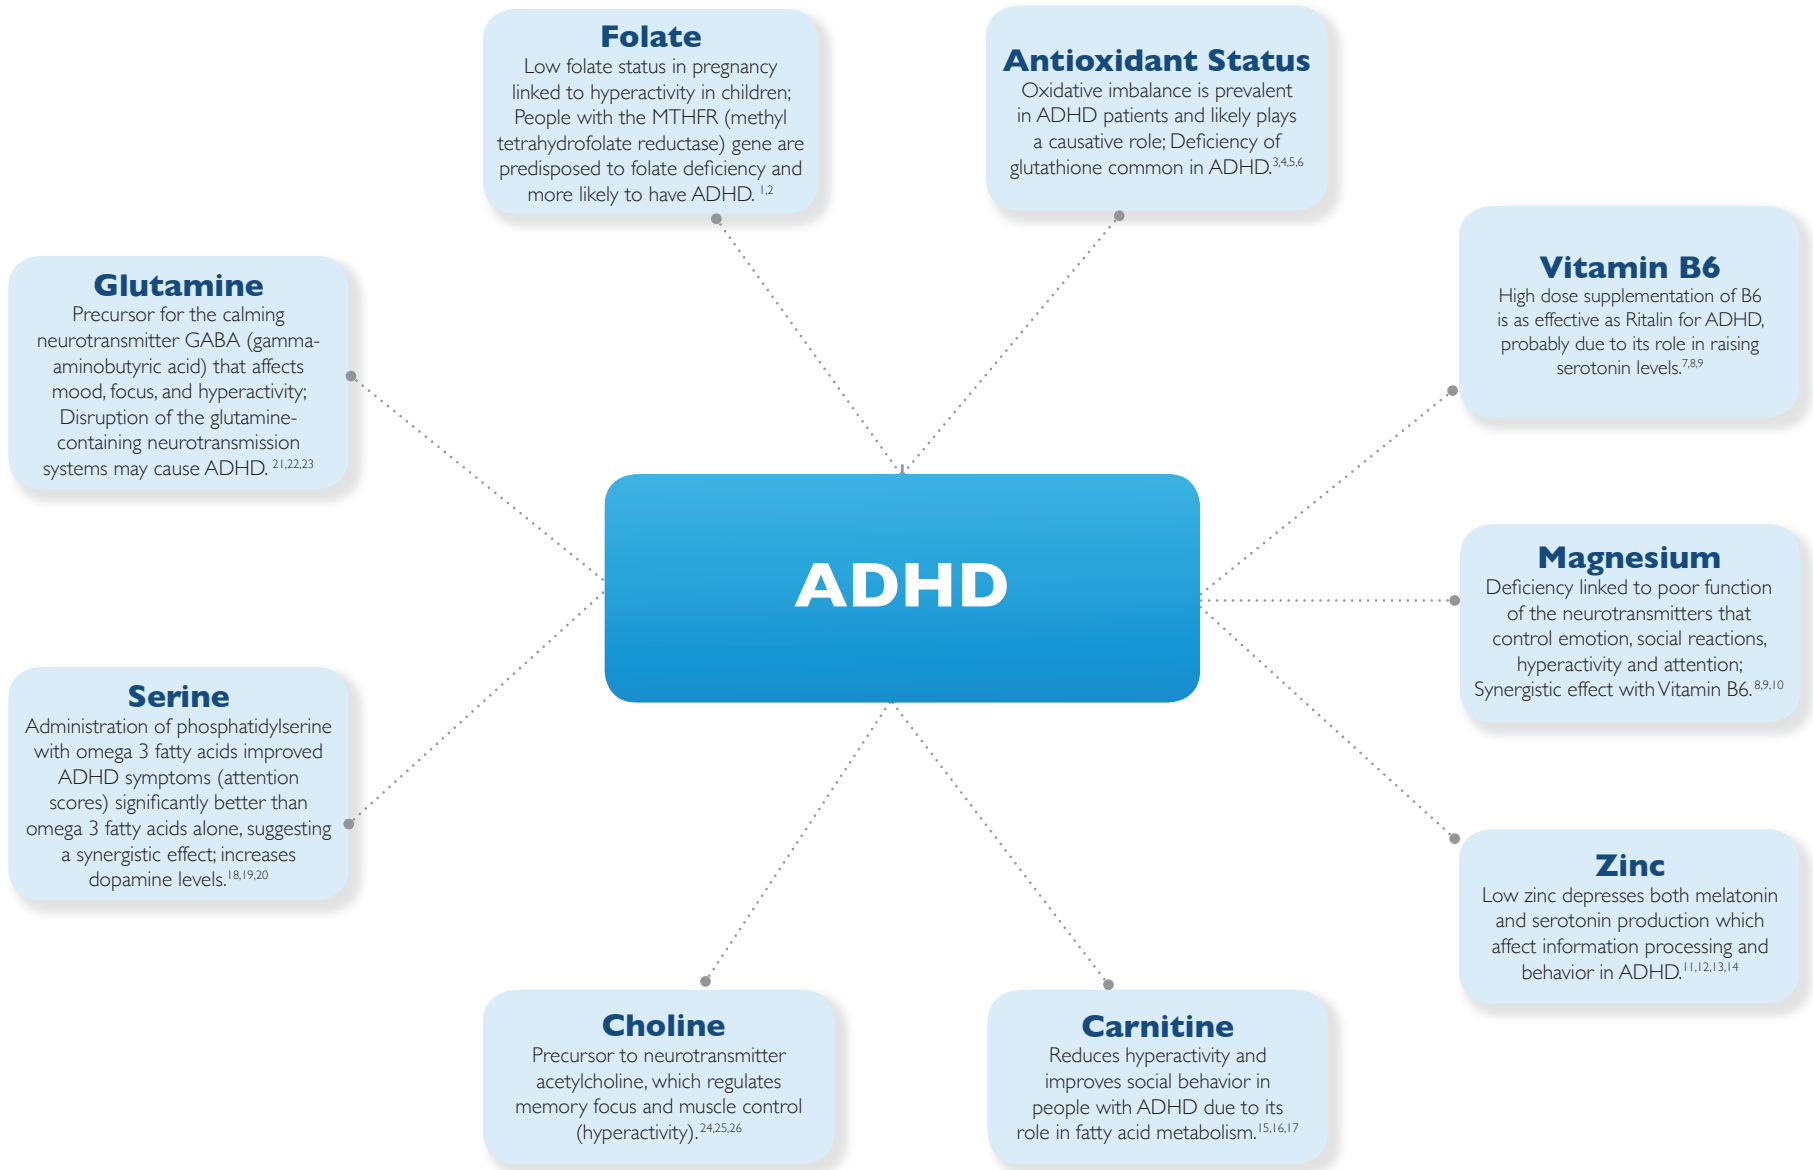 Folate
Low folate status in pregnancy
linked to hyperactivity in children;
People with the MTHFR (methyl
tetrahydrofolate reductase) gene are
predisposed to folate deficiency and
more likely to have ADHD. 1,2
Antioxidant Status
Oxidative imbalance is prevalent
in ADHD patients and likely plays
a causative role; Deficiency of
glutathione common in ADHD.3,4,5,6
Glutamine
Precursor for the calming
neurotransmitter GABA (gamma-
aminobutyric acid) that affects
mood, focus, and hyperactivity;
Disruption of the glutamine-
containing neurotransmission
systems may cause ADHD. 21,22,23
Vitamin B6
High dose supplementation of B6
is as effective as Ritalin for ADHD,
probably due to its role in raising
serotonin levels.7,8,9
ADHD
Magnesium
Deficiency linked to poor function
of the neurotransmitters that
control emotion, social reactions,
hyperactivity and attention;
Synergistic effect with Vitamin B6.8,9,10
Serine
Administration of phosphatidylserine
with omega 3 fatty acids improved
ADHD symptoms (attention
scores) significantly better than
omega 3 fatty acids alone, suggesting
a synergistic effect; increases
dopamine levels.18,19,20
Zinc
Low zinc depresses both melatonin
and serotonin production which
affect information processing and
behavior in ADHD.11,12,13,14
Choline
Precursor to neurotransmitter
acetylcholine, which regulates
memory focus and muscle control
(hyperactivity).24,25,26
Carnitine
Reduces hyperactivity and
improves social behavior in
people with ADHD due to its
role in fatty acid metabolism.15,16,17